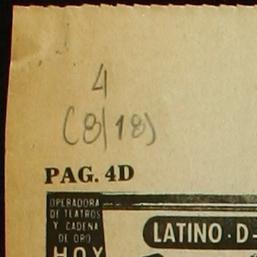 4
(8/18)
PAG. 4D
OPERADORA
DE TEATROS
Y CADENA
DE ORO
HOY
LATINO · D-